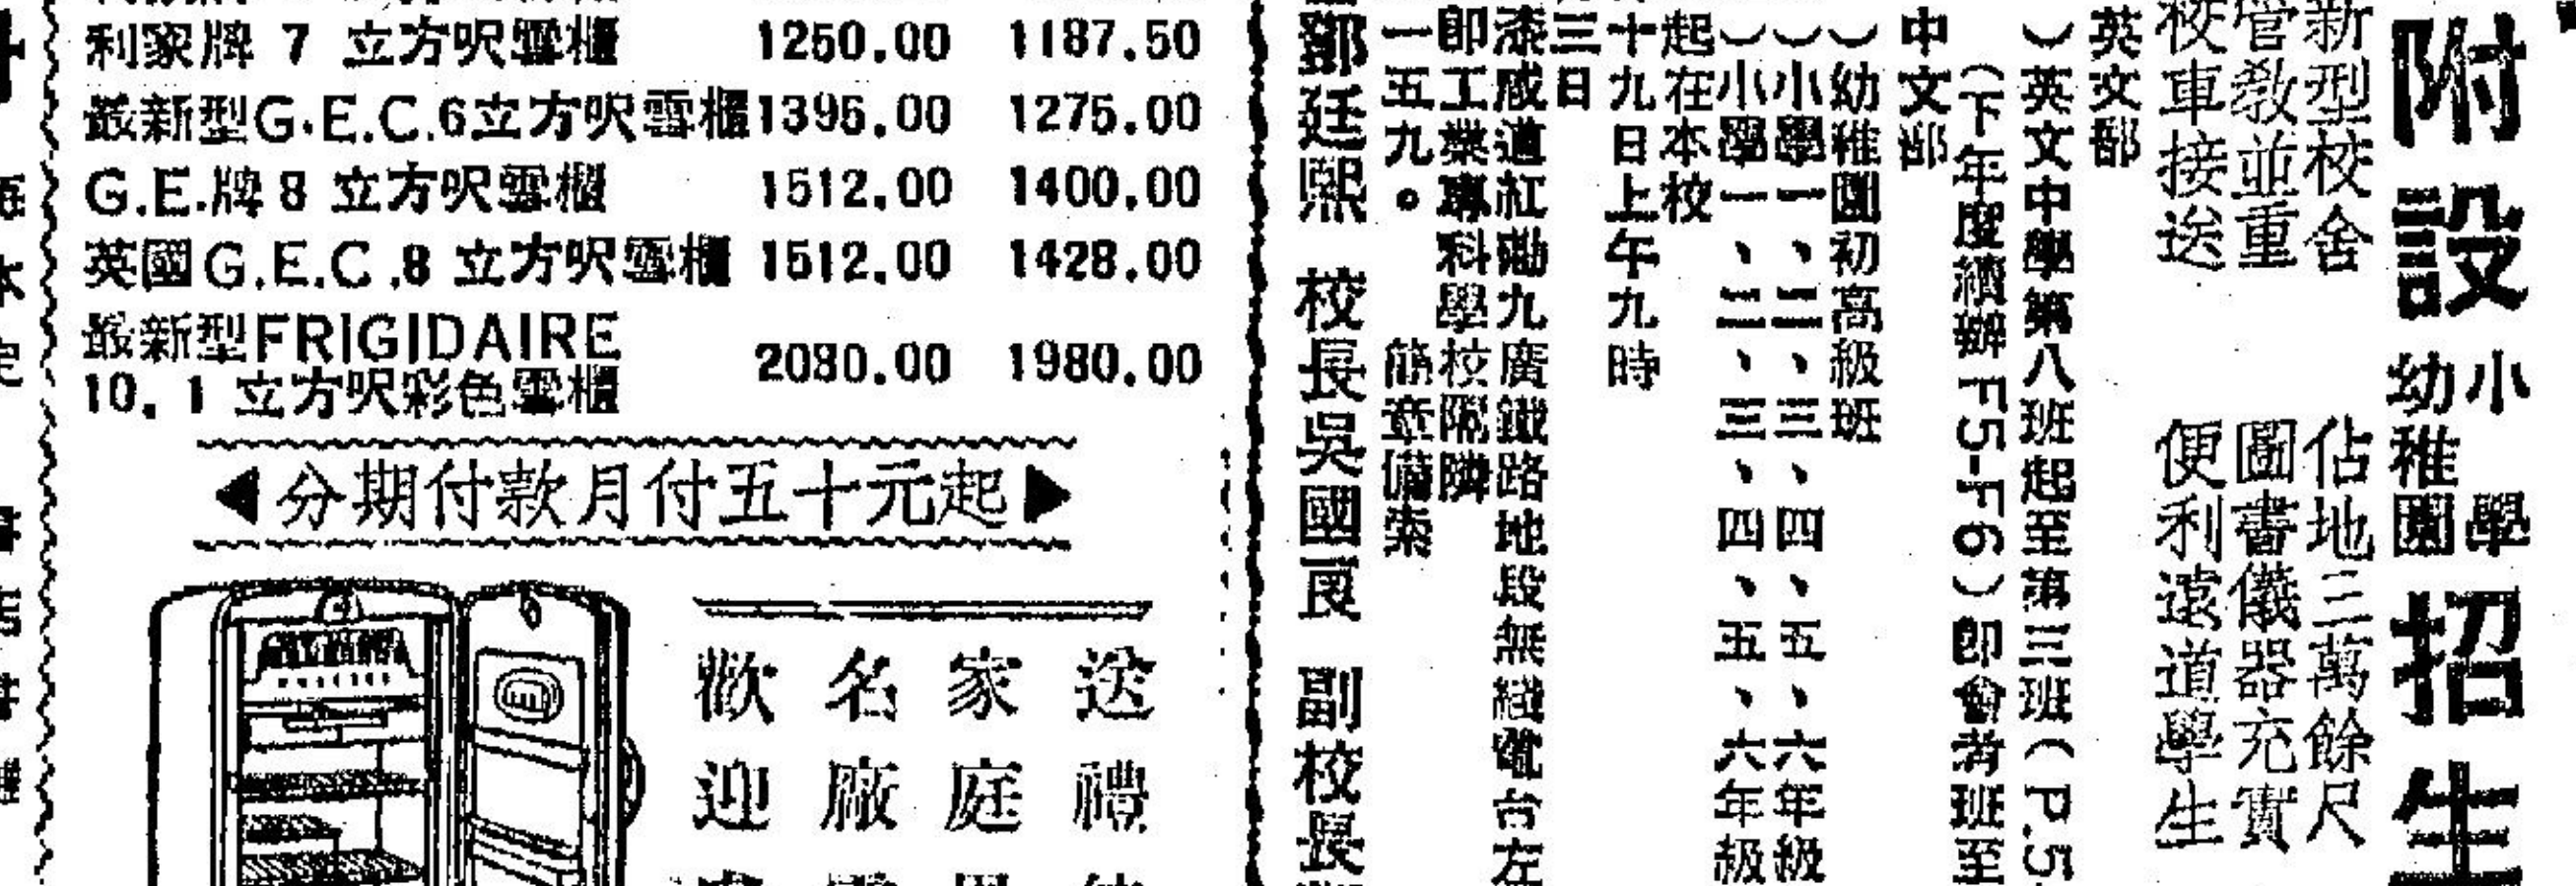 利家牌 7 立方呎雪櫃 1250.00 1187.50
最新型G.E.C.6立方呎雪櫃 1395.00 1275.00
G.E.牌 8 立方呎雪櫃 1512.00 1400.00
英國G.E.C.8 立方呎雪櫃 1512.00 1428.00
最新型FRIGIDAIRE
10.1 立方呎彩色雪櫃 2080.00 1980.00
◀分期付款月付五十元起▶
送禮
家庭
名廠
歡迎
附設
小學
幼稚園
招生
新型校舍 佔地三萬餘尺
管教並重 圖書儀器充實
校車接送 便利遠道學生
英文部
)英文中學第八班起至第三班(P.5
(下年度續辦F5-F6)即會考班至
中文部
)幼稚園初高級班
)小學一、二、三、四、五、六年級
)小學一、二、三、四、五、六年級
起在本校
十九日上午九時
三日
漆咸道紅磡九廣鐵路地段無綫電台左
即工業專科學校隔隣
一五九。 簡章備索
鄧廷熙 校長吳國良 副校長